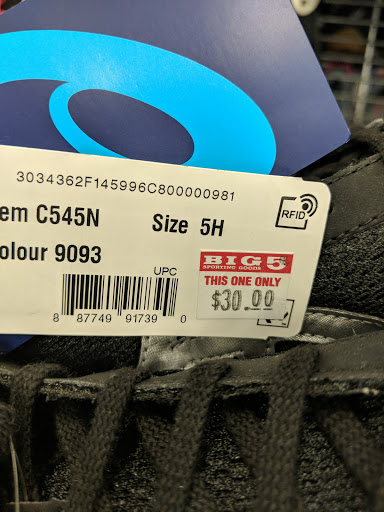 3034362F145996C800000981
em C545N
Size 5H
RFID
olour 9093
UPC
BIG 5
SPORTING GOODS
THIS ONE ONLY
$30.00
8 87749 91739 0